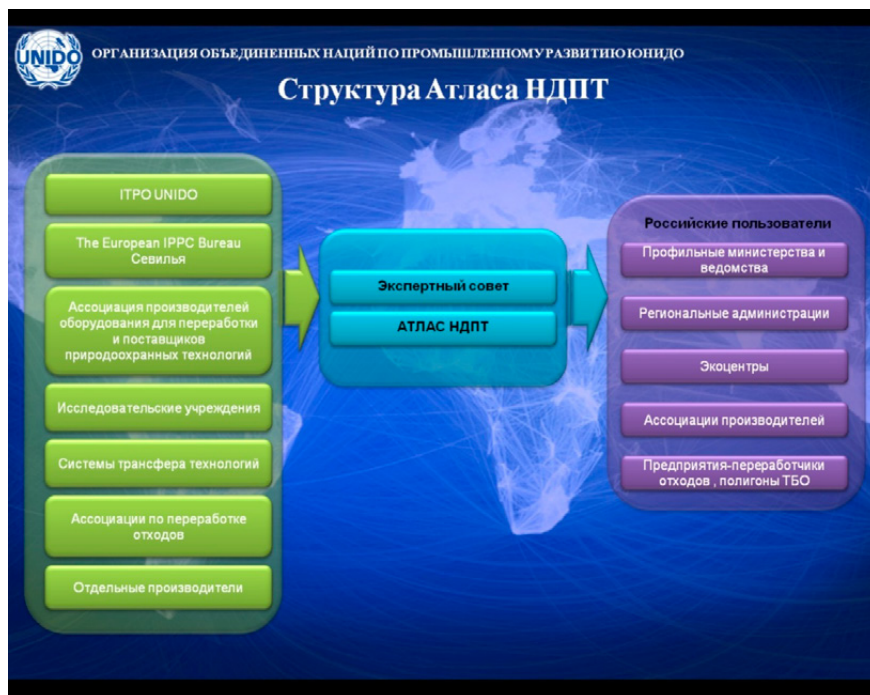 UNIDO
ОРГАНИЗАЦИЯ ОБЪЕДИНЕННЫХ НАЦИЙ ПО ПРОМЫШЛЕННОМУ РАЗВИТИЮ ЮНИДО
Структура Атласа НДПТ
ITPO UNIDO
The European IPPC Bureau
Севилья
Ассоциация производителей
оборудования для переработки
и поставщиков
природоохранных технологий
Исследовательские учреждения
Системы трансфера технологий
Ассоциации по переработке
отходов
Отдельные производители
Экспертный совет
АТЛАС НДПТ
Российские пользователи
Профильные министерства и
ведомства
Региональные администрации
Экоцентры
Ассоциации производителей
Предприятия-переработчики
отходов , полигоны ТБО